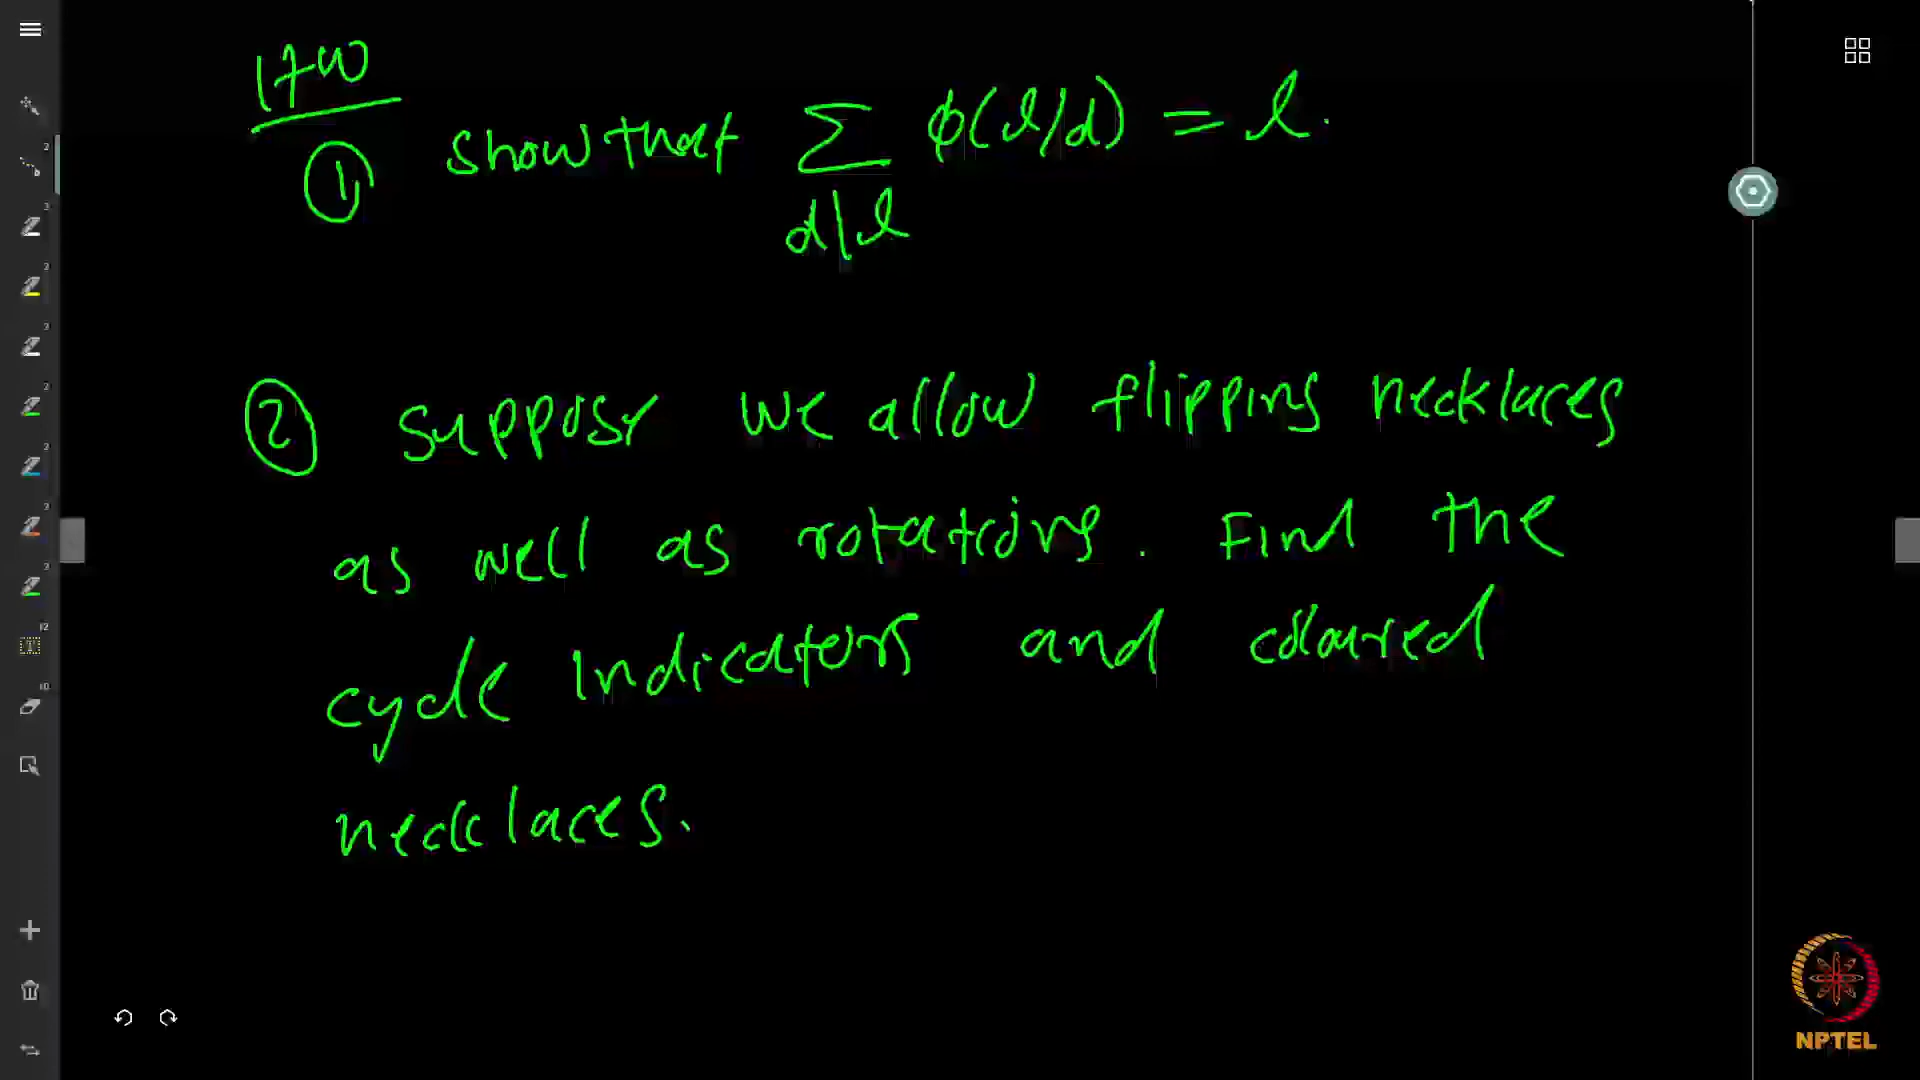 HW
① show that ∑ φ(l/d) = l.
d|l
② suppose we allow flipping necklaces
as well as rotations. Find the
cycle indicators and coloured
necklaces.
NPTEL